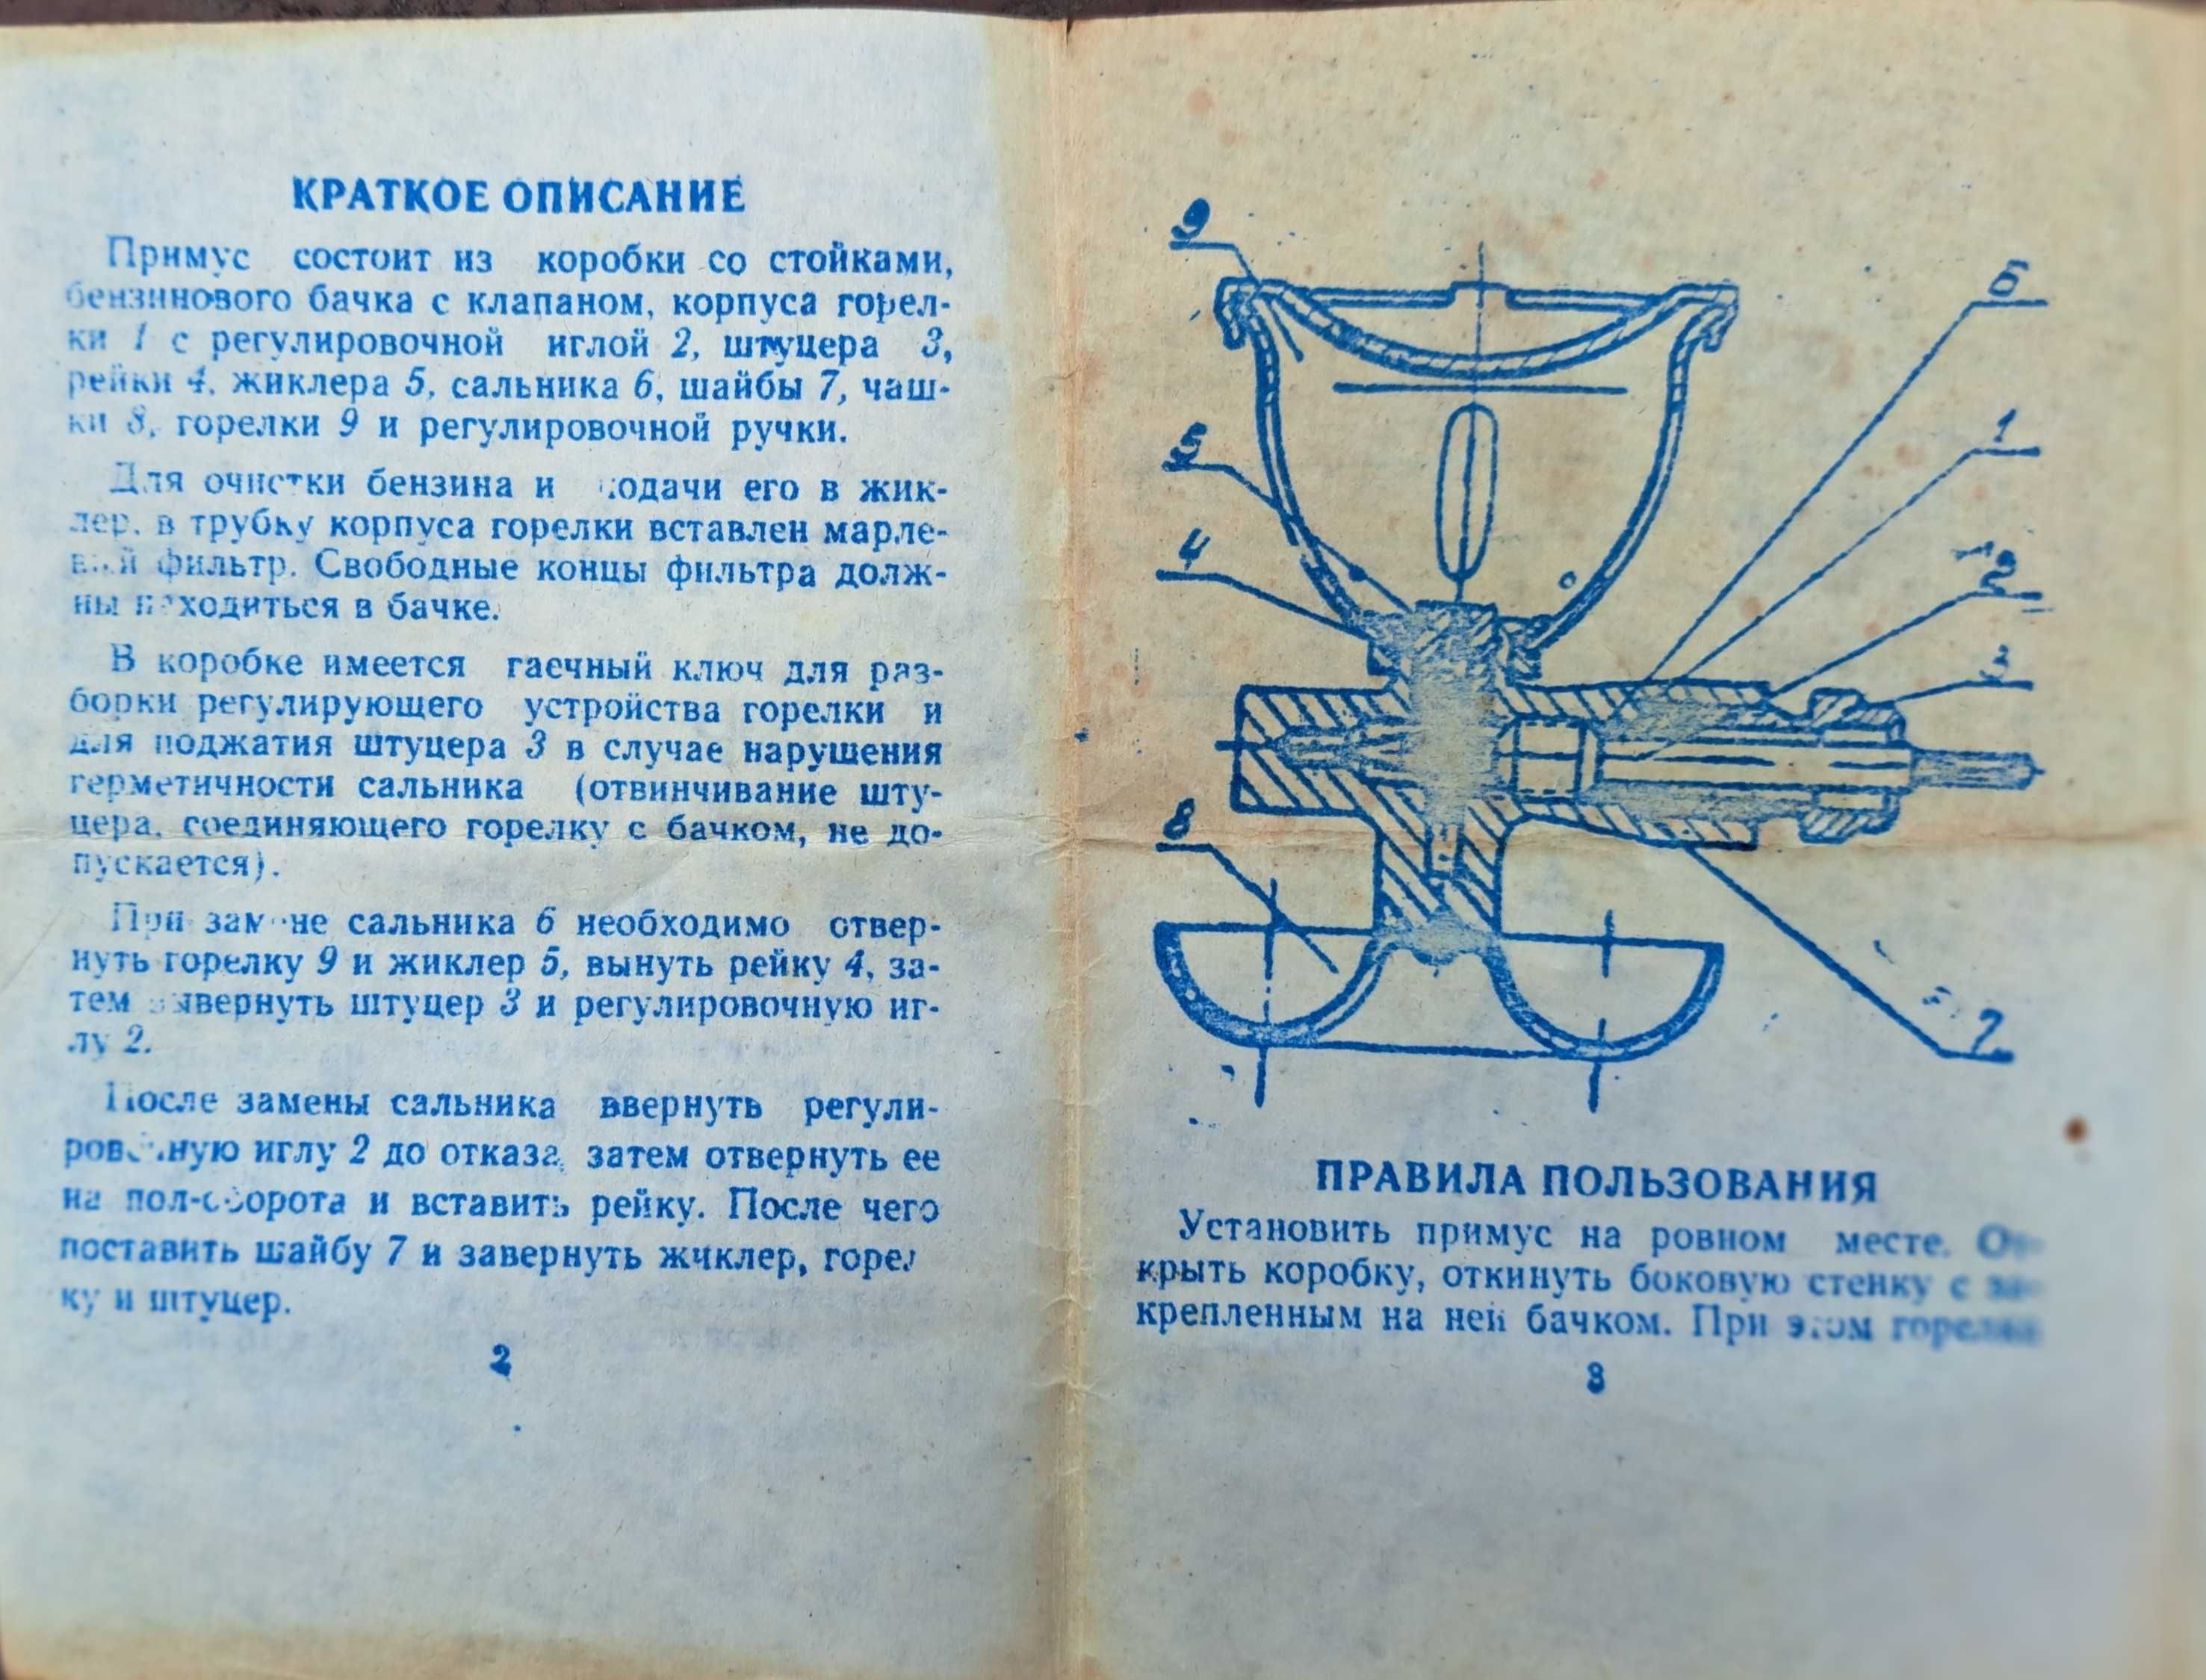 КРАТКОЕ ОПИСАНИЕ
Примус состоит из коробки со стойками,
бензинового бачка с клапаном, корпуса горел-
ки 1 с регулировочной иглой 2, штуцера 3,
рейки 4, жиклера 5, сальника 6, шайбы 7, чаш-
ки 8, горелки 9 и регулировочной ручки.
Для очистки бензина и подачи его в жик-
лер, в трубку корпуса горелки вставлен марле-
вый фильтр. Свободные концы фильтра долж-
ны находиться в бачке.
В коробке имеется гаечный ключ для раз-
борки регулирующего устройства горелки и
для поджатия штуцера 3 в случае нарушения
герметичности сальника (отвинчивание шту-
цера, соединяющего горелку с бачком, не до-
пускается).
При замене сальника 6 необходимо отвер-
нуть горелку 9 и жиклер 5, вынуть рейку 4, за-
тем вывернуть штуцер 3 и регулировочную иг-
лу 2.
После замены сальника ввернуть регули-
ровочную иглу 2 до отказа, затем отвернуть ее
на пол-оборота и вставить рейку. После чего
поставить шайбу 7 и завернуть жиклер, горел
ку и штуцер.
2
9
6
5
1
4
2
3
8
7
ПРАВИЛА ПОЛЬЗОВАНИЯ
Установить примус на ровном месте. От-
крыть коробку, откинуть боковую стенку с за-
крепленным на ней бачком. При этом горелка
3